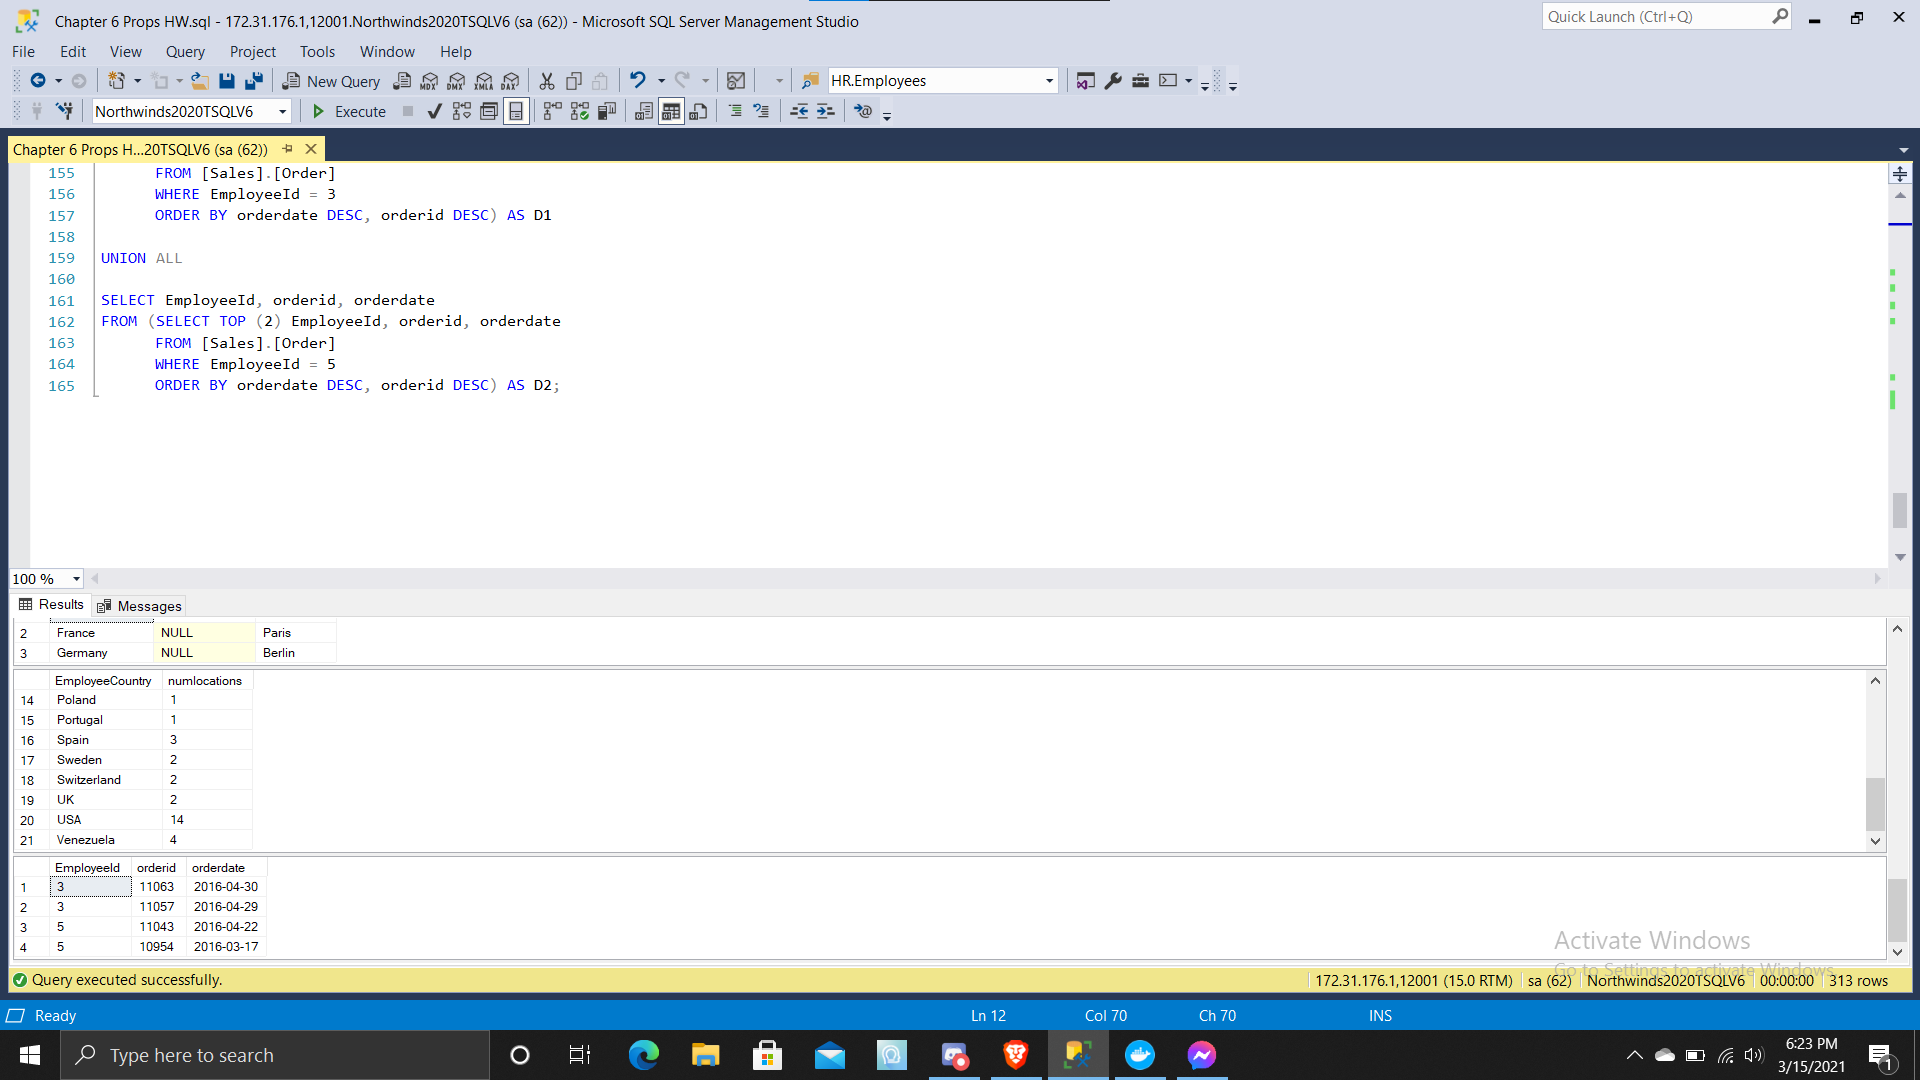 Chapter 6 Props HW.sql - 172.31.176.1,12001.Northwinds2020TSQLV6 (sa (62)) - Microsoft SQL Server Management Studio
Quick Launch (Ctrl+Q)
File Edit View Query Project Tools Window Help
New Query
MDX DMX XMLA DAX
HR.Employees
Northwinds2020TSQLV6
Execute
Chapter 6 Props H...20TSQLV6 (sa (62))
155 FROM [Sales].[Order]
156 WHERE EmployeeId = 3
157 ORDER BY orderdate DESC, orderid DESC) AS D1
158
159 UNION ALL
160
161 SELECT EmployeeId, orderid, orderdate
162 FROM (SELECT TOP (2) EmployeeId, orderid, orderdate
163 FROM [Sales].[Order]
164 WHERE EmployeeId = 5
165 ORDER BY orderdate DESC, orderid DESC) AS D2;
100 %
Results Messages
2 France NULL Paris
3 Germany NULL Berlin
EmployeeCountry numlocations
14 Poland 1
15 Portugal 1
16 Spain 3
17 Sweden 2
18 Switzerland 2
19 UK 2
20 USA 14
21 Venezuela 4
EmployeeId orderid orderdate
1 3 11063 2016-04-30
2 3 11057 2016-04-29
3 5 11043 2016-04-22
4 5 10954 2016-03-17
Activate Windows
Go to Settings to activate Windows.
Query executed successfully.
172.31.176.1,12001 (15.0 RTM) sa (62) Northwinds2020TSQLV6 00:00:00 313 rows
Ready
Ln 12 Col 70 Ch 70 INS
Type here to search
6:23 PM
3/15/2021
1